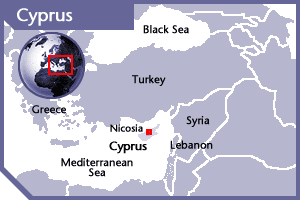 Cyprus
Black Sea
Turkey
Greece
Nicosia
Syria
Cyprus
Lebanon
Mediterranean
Sea